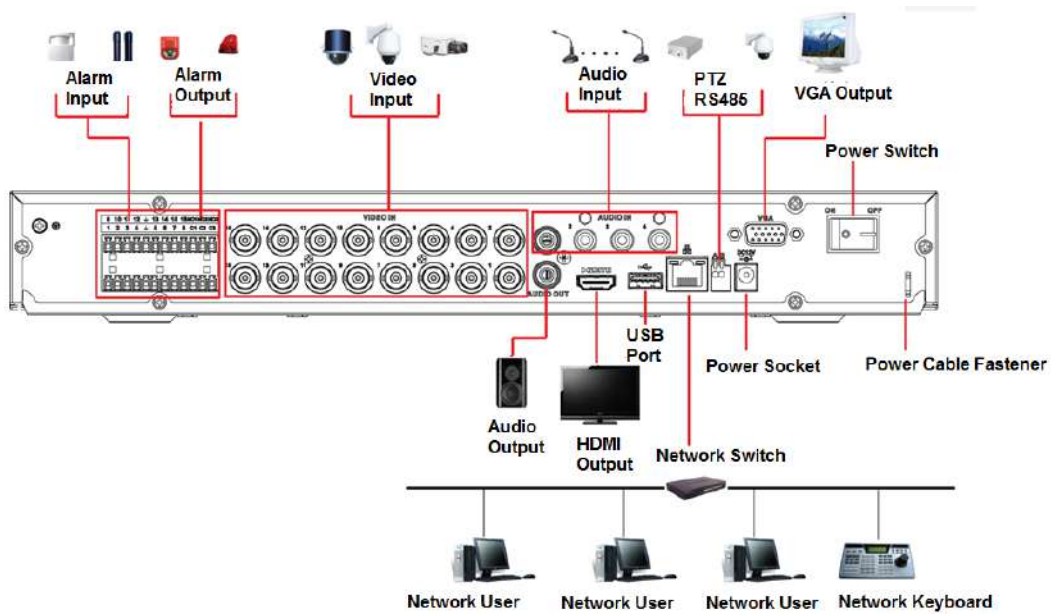 Alarm Input
Alarm Output
Video Input
Audio Input
PTZ RS485
VGA Output
Power Switch
VIDEO IN
AUDIO IN
VGA
ON OFF
DC12V
AUDIO OUT
HDMI
USB Port
Power Socket
Power Cable Fastener
Audio Output
HDMI Output
Network Switch
Network User
Network User
Network User
Network Keyboard